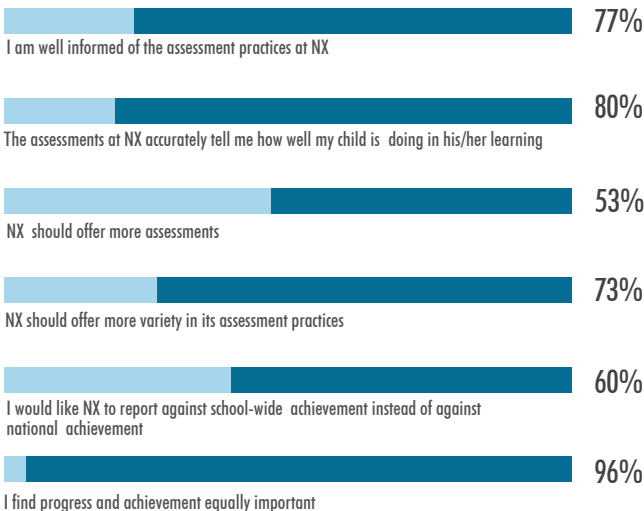 77%
I am well informed of the assessment practices at NX
80%
The assessments at NX accurately tell me how well my child is doing in his/her learning
53%
NX should offer more assessments
73%
NX should offer more variety in its assessment practices
60%
I would like NX to report against school-wide achievement instead of against
national achievement
96%
I find progress and achievement equally important